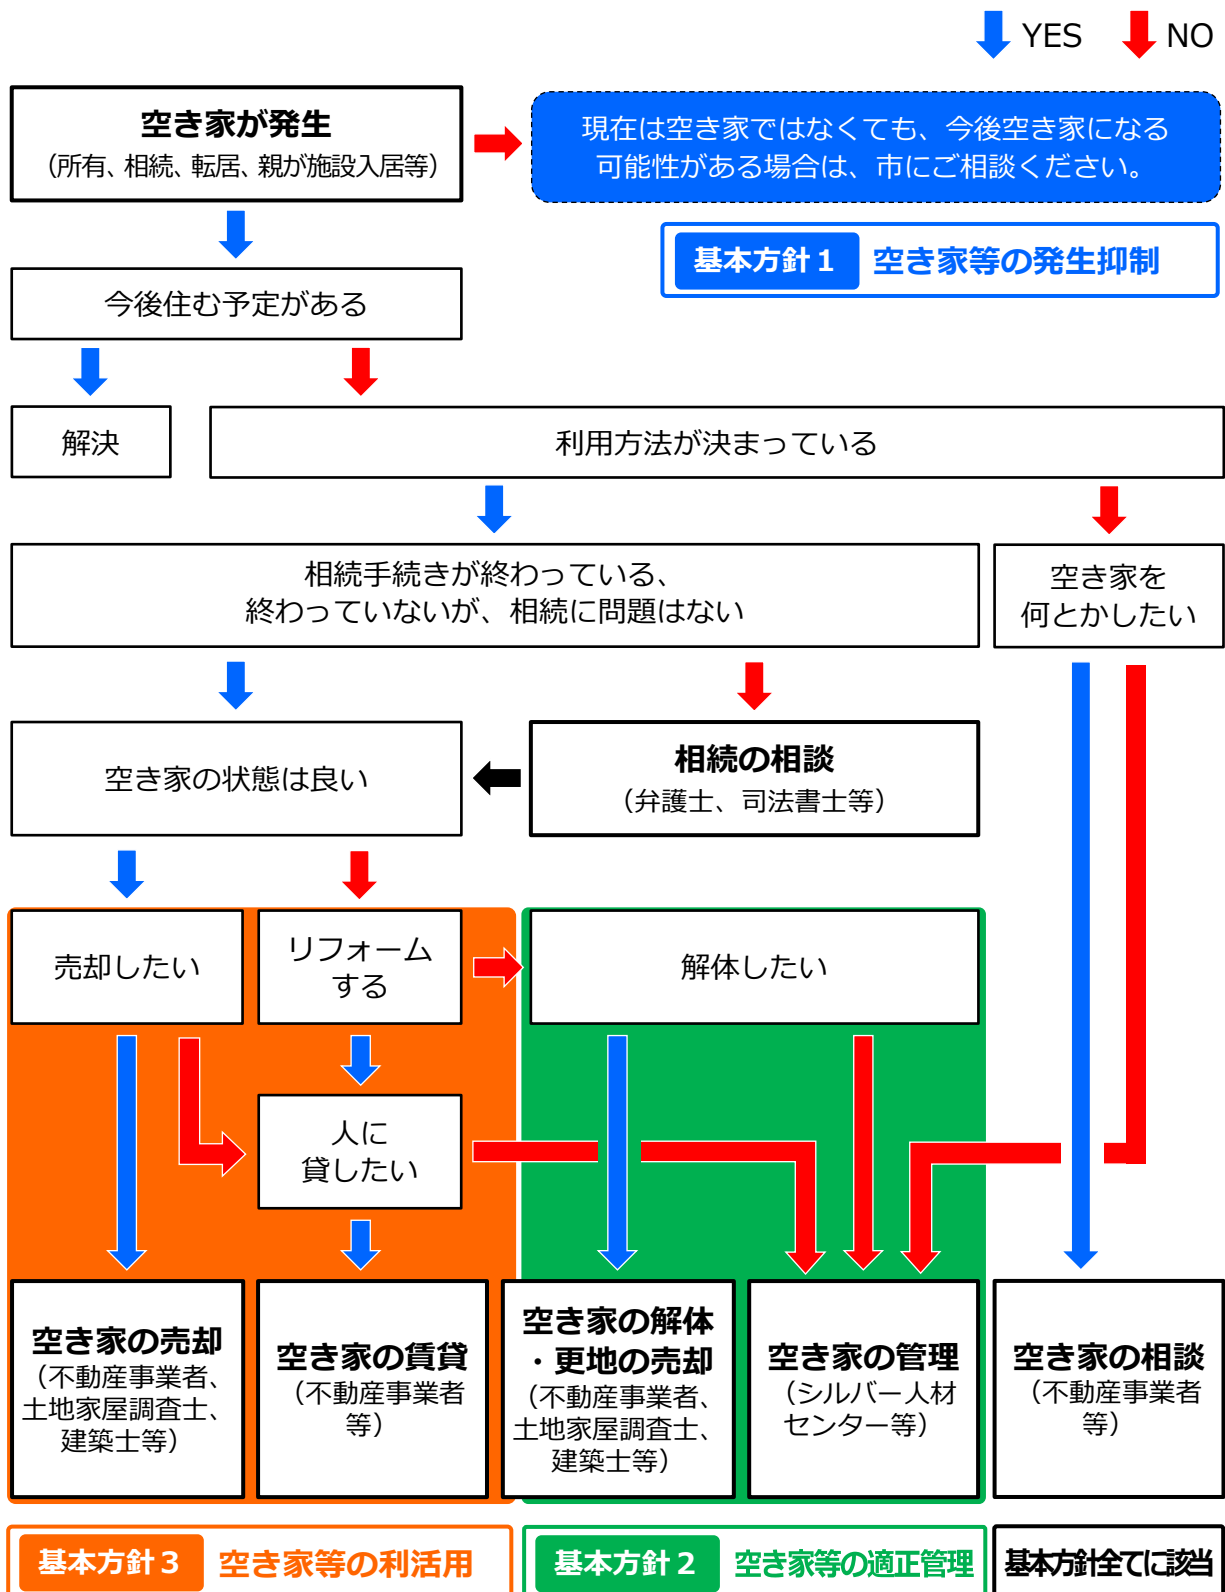 YES
NO
空き家が発生
（所有、相続、転居、親が施設入居等）
現在は空き家ではなくても、今後空き家になる
可能性がある場合は、市にご相談ください。
基本方針１
空き家等の発生抑制
今後住む予定がある
解決
利用方法が決まっている
相続手続きが終わっている、
終わっていないが、相続に問題はない
空き家を
何とかしたい
空き家の状態は良い
相続の相談
（弁護士、司法書士等）
売却したい
リフォーム
する
解体したい
人に
貸したい
空き家の売却
（不動産事業者、
土地家屋調査士、
建築士等）
空き家の賃貸
（不動産事業者
等）
空き家の解体
・更地の売却
（不動産事業者、
土地家屋調査士、
建築士等）
空き家の管理
（シルバー人材
センター等）
空き家の相談
（不動産事業者
等）
基本方針３
空き家等の利活用
基本方針２
空き家等の適正管理
基本方針全てに該当